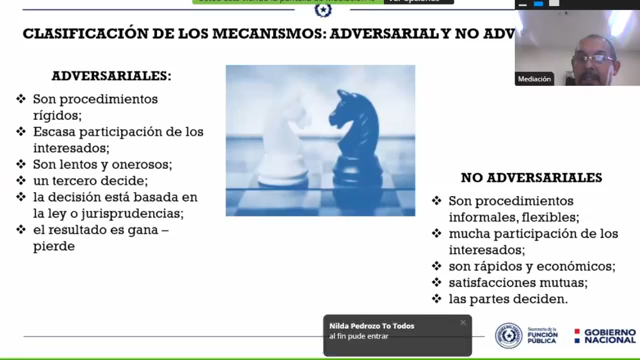 Ver opciones
CLASIFICACIÓN DE LOS MECANISMOS: ADVERSARIAL Y NO ADV
Mediación
ADVERSARIALES:
❖ Son procedimientos
rígidos;
❖ Escasa participación de los
interesados;
❖ Son lentos y onerosos;
❖ un tercero decide;
❖ la decisión está basada en
la ley o jurisprudencias;
❖ el resultado es gana –
pierde
NO ADVERSARIALES
❖ Son procedimientos
informales, flexibles;
❖ mucha participación de los
interesados;
❖ son rápidos y económicos;
❖ satisfacciones mutuas;
❖ las partes deciden.
Nilda Pedrozo To Todos
al fin pude entrar
Secretaría de la
FUNCIÓN
PÚBLICA
GOBIERNO
NACIONAL